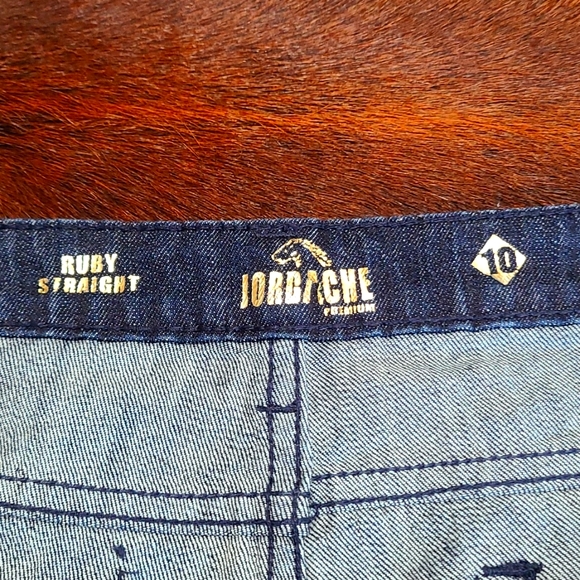 RUBY
STRAIGHT
JORDACHE
PREMIUM
10